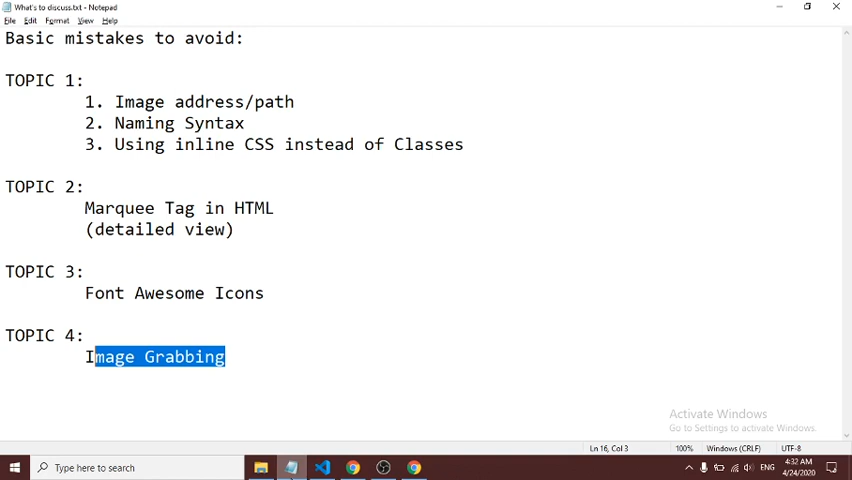 What's to discuss.txt - Notepad
File Edit Format View Help
Basic mistakes to avoid:
TOPIC 1:
1. Image address/path
2. Naming Syntax
3. Using inline CSS instead of Classes
TOPIC 2:
Marquee Tag in HTML
(detailed view)
TOPIC 3:
Font Awesome Icons
TOPIC 4:
Image Grabbing
Activate Windows
Go to Settings to activate Windows.
Ln 16, Col 3 100% Windows (CRLF) UTF-8
Type here to search
ENG
4:32 AM
4/24/2020